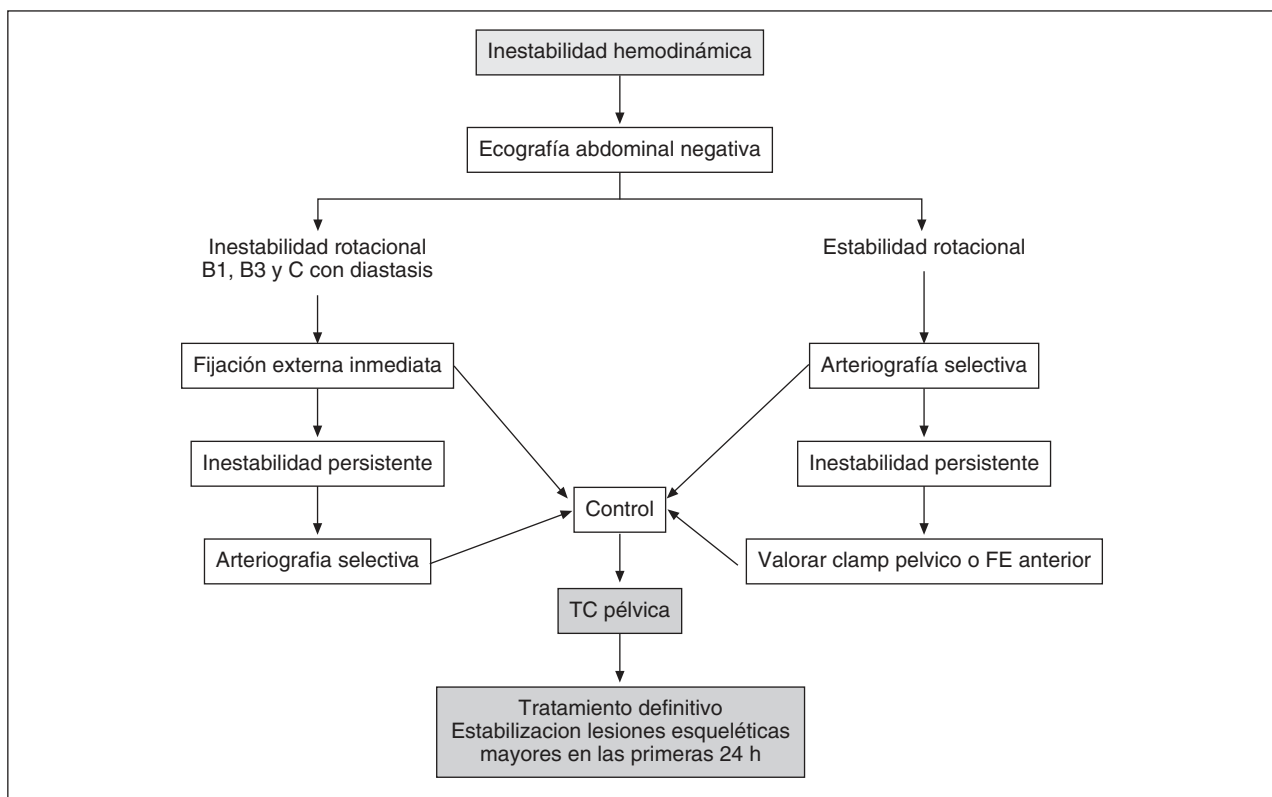 Inestabilidad hemodinámica
Ecografía abdominal negativa
Inestabilidad rotacional
B1, B3 y C con diastasis
Estabilidad rotacional
Fijación externa inmediata
Arteriografía selectiva
Inestabilidad persistente
Inestabilidad persistente
Control
Arteriografia selectiva
Valorar clamp pelvico o FE anterior
TC pélvica
Tratamiento definitivo
Estabilizacion lesiones esqueléticas
mayores en las primeras 24 h